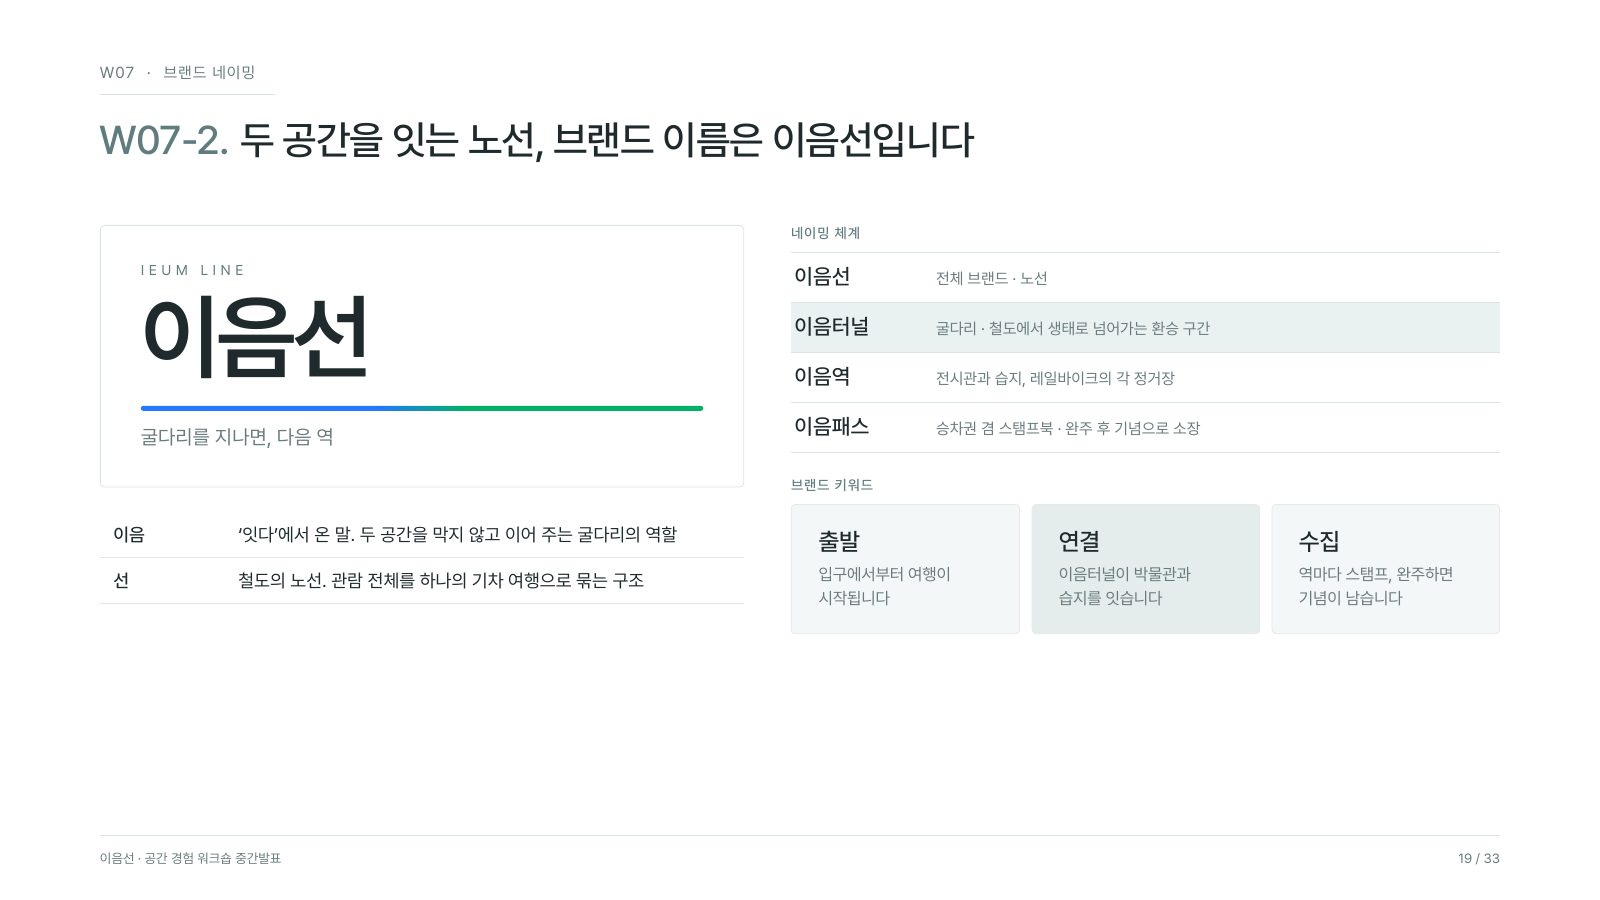 W07 · 브랜드 네이밍
W07-2. 두 공간을 잇는 노선, 브랜드 이름은 이음선입니다
IEUM LINE
이음선
굴다리를 지나면, 다음 역
이음 ‘잇다’에서 온 말. 두 공간을 막지 않고 이어 주는 굴다리의 역할
선 철도의 노선. 관람 전체를 하나의 기차 여행으로 묶는 구조
네이밍 체계
이음선 전체 브랜드 · 노선
이음터널 굴다리 · 철도에서 생태로 넘어가는 환승 구간
이음역 전시관과 습지, 레일바이크의 각 정거장
이음패스 승차권 겸 스탬프북 · 완주 후 기념으로 소장
브랜드 키워드
출발
입구에서부터 여행이
시작됩니다
연결
이음터널이 박물관과
습지를 잇습니다
수집
역마다 스탬프, 완주하면
기념이 남습니다
이음선 · 공간 경험 워크숍 중간발표
19 / 33